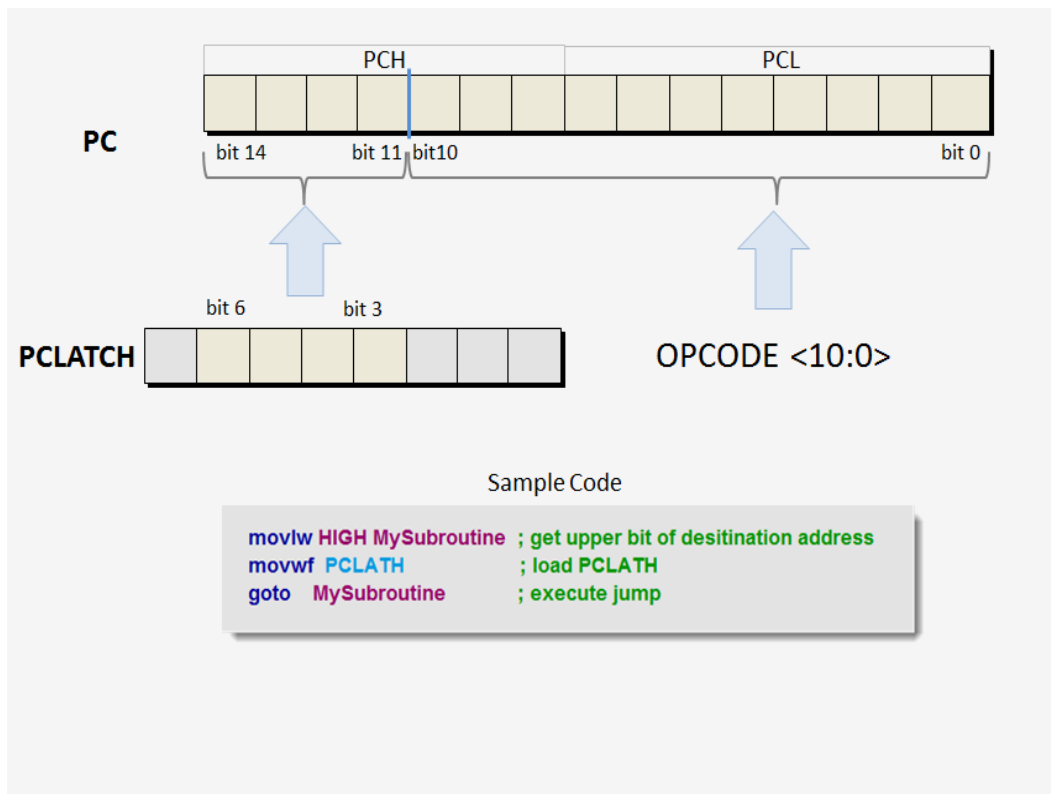 PCH PCL
PC
bit 14 bit 11 bit10 bit 0
bit 6 bit 3
PCLATCH
OPCODE <10:0>
Sample Code
movlw HIGH MySubroutine ; get upper bit of desitination address
movwf PCLATH ; load PCLATH
goto MySubroutine ; execute jump